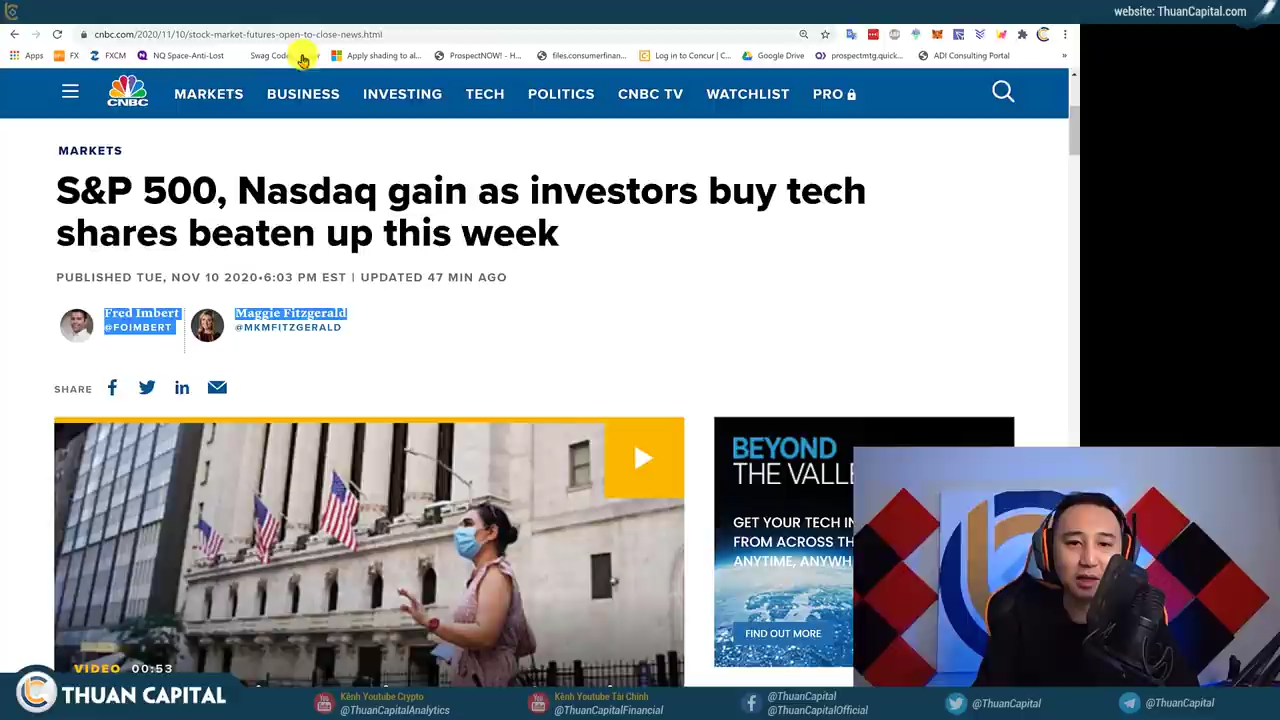 website: ThuanCapital.com
cnbc.com/2020/11/10/stock-market-futures-open-to-close-news.html
Apps FX FXCM NQ Space-Anti-Lost Swag Code Apply shading to al... ProspectNOW! - H... files.consumerfinan... Log in to Concur | C... Google Drive prospectmtg.quick... ADI Consulting Portal »
CNBC MARKETS BUSINESS INVESTING TECH POLITICS CNBC TV WATCHLIST PRO
MARKETS
S&P 500, Nasdaq gain as investors buy tech
shares beaten up this week
PUBLISHED TUE, NOV 10 2020•6:03 PM EST | UPDATED 47 MIN AGO
Fred Imbert
@FOIMBERT
Maggie Fitzgerald
@MKMFITZGERALD
SHARE
BEYOND
THE VALLE
GET YOUR TECH IN
FROM ACROSS TH
ANYTIME, ANYWH
FIND OUT MORE
VIDEO 00:53
THUAN CAPITAL
Kênh Youtube Crypto
@ThuanCapitalAnalytics
Kênh Youtube Tài Chính
@ThuanCapitalFinancial
@ThuanCapital
@ThuanCapitalOfficial
@ThuanCapital
@ThuanCapital